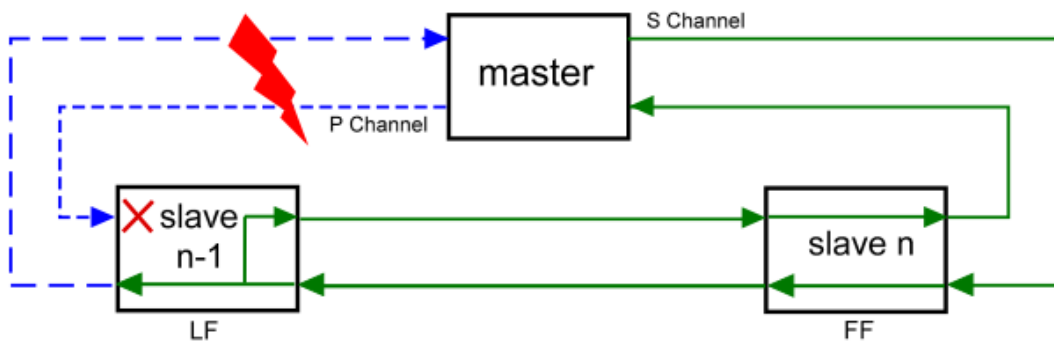 S Channel
master
P Channel
slave
n-1
slave n
LF
FF